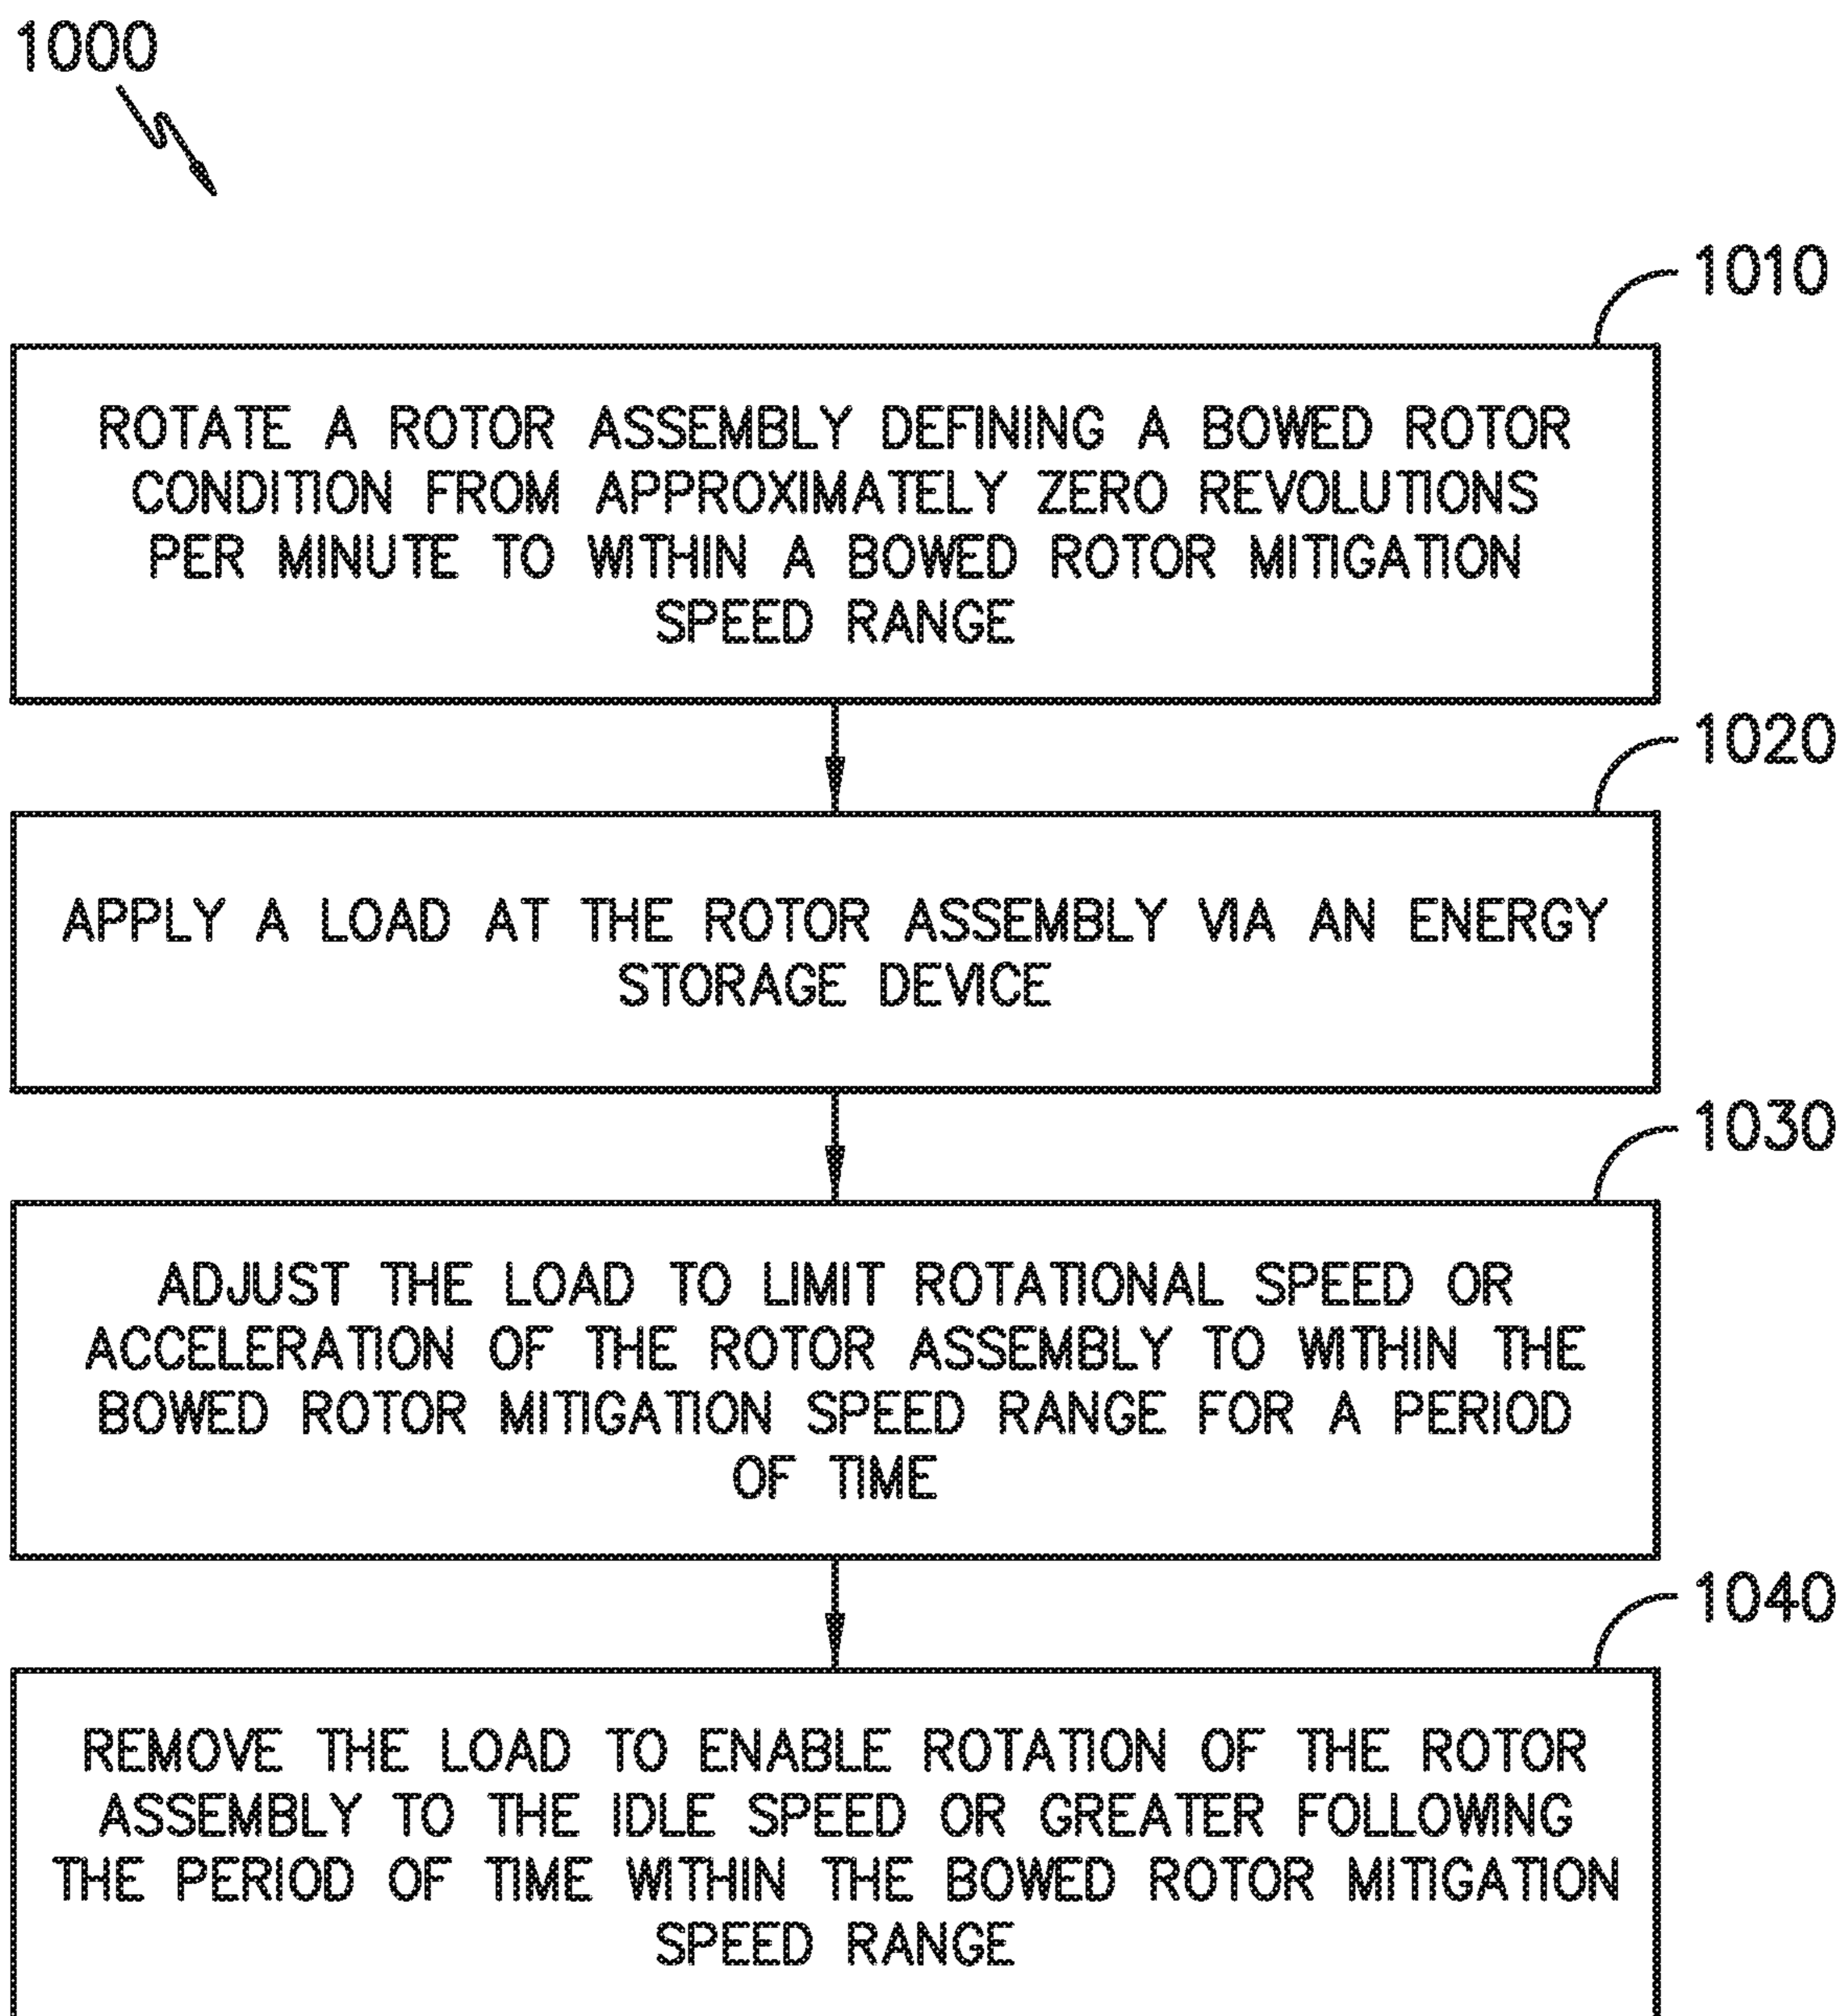 1000
1010
ROTATE A ROTOR ASSEMBLY DEFINING A BOWED ROTOR
CONDITION FROM APPROXIMATELY ZERO REVOLUTIONS
PER MINUTE TO WITHIN A BOWED ROTOR MITIGATION
SPEED RANGE
1020
APPLY A LOAD AT THE ROTOR ASSEMBLY VIA AN ENERGY
STORAGE DEVICE
1030
ADJUST THE LOAD TO LIMIT ROTATIONAL SPEED OR
ACCELERATION OF THE ROTOR ASSEMBLY TO WITHIN THE
BOWED ROTOR MITIGATION SPEED RANGE FOR A PERIOD
OF TIME
1040
REMOVE THE LOAD TO ENABLE ROTATION OF THE ROTOR
ASSEMBLY TO THE IDLE SPEED OR GREATER FOLLOWING
THE PERIOD OF TIME WITHIN THE BOWED ROTOR MITIGATION
SPEED RANGE